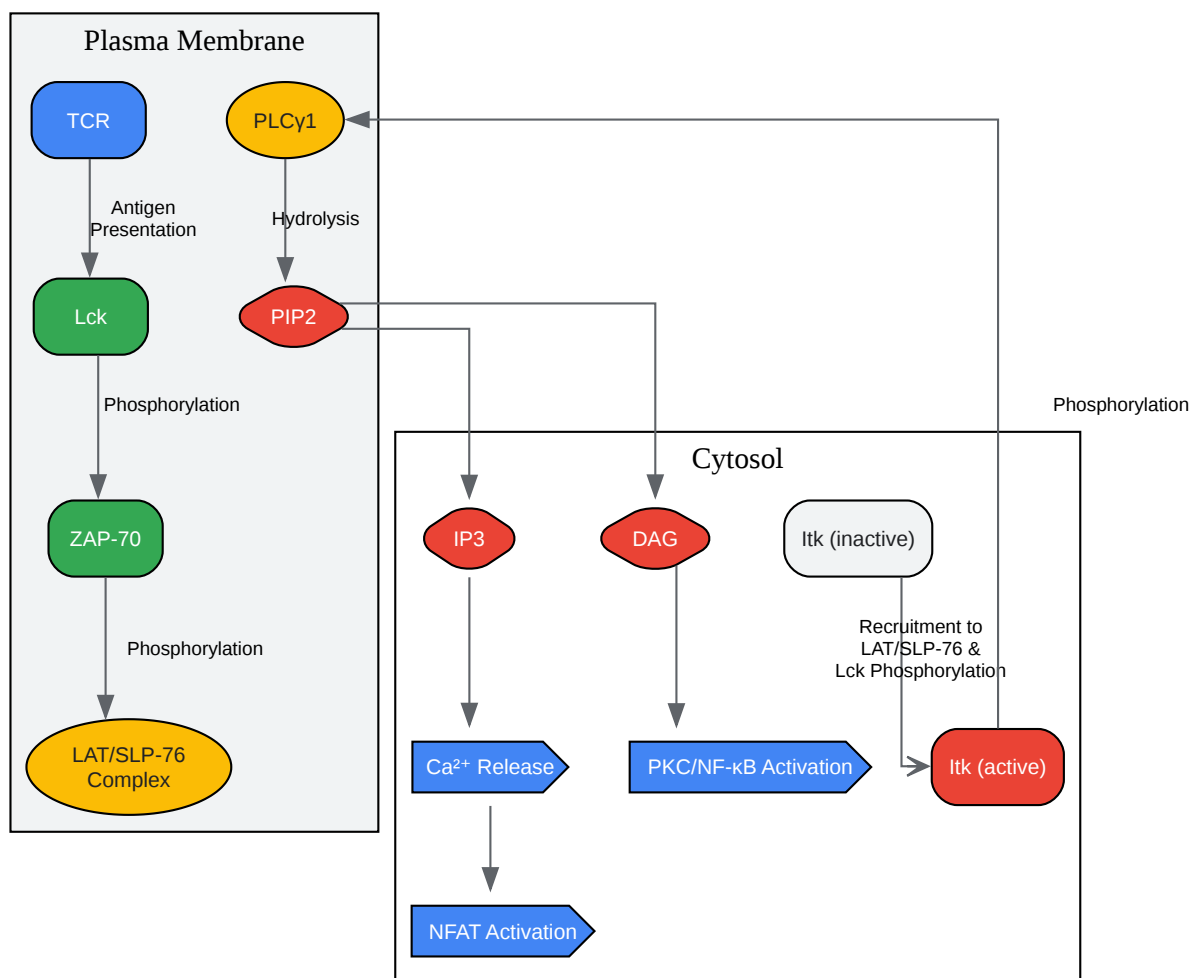 Plasma Membrane
TCR
PLCγ1
Antigen
Presentation
Hydrolysis
Lck
PIP2
Phosphorylation
Phosphorylation
Cytosol
ZAP-70
IP3
DAG
Itk (inactive)
Phosphorylation
Recruitment to
LAT/SLP-76 &
Lck Phosphorylation
LAT/SLP-76
Complex
Ca²⁺ Release
PKC/NF-κB Activation
Itk (active)
NFAT Activation